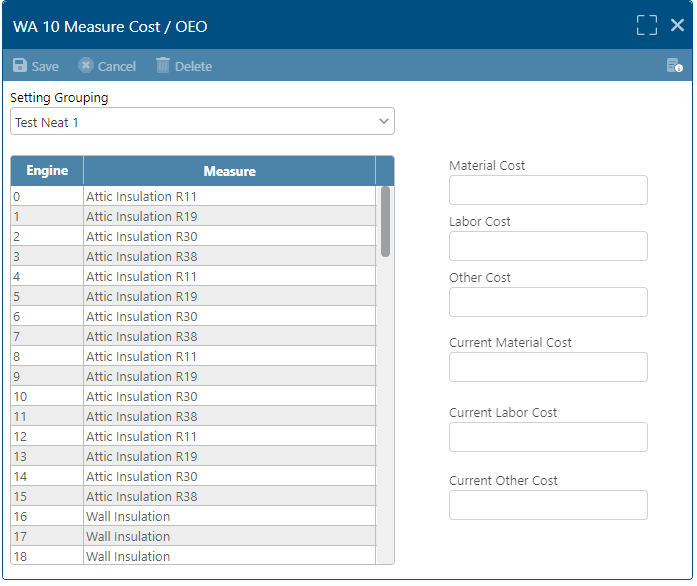 WA 10 Measure Cost / OEO
Save Cancel Delete
Setting Grouping
Test Neat 1
Engine Measure
0 Attic Insulation R11
1 Attic Insulation R19
2 Attic Insulation R30
3 Attic Insulation R38
4 Attic Insulation R11
5 Attic Insulation R19
6 Attic Insulation R30
7 Attic Insulation R38
8 Attic Insulation R11
9 Attic Insulation R19
10 Attic Insulation R30
11 Attic Insulation R38
12 Attic Insulation R11
13 Attic Insulation R19
14 Attic Insulation R30
15 Attic Insulation R38
16 Wall Insulation
17 Wall Insulation
18 Wall Insulation
Material Cost
Labor Cost
Other Cost
Current Material Cost
Current Labor Cost
Current Other Cost